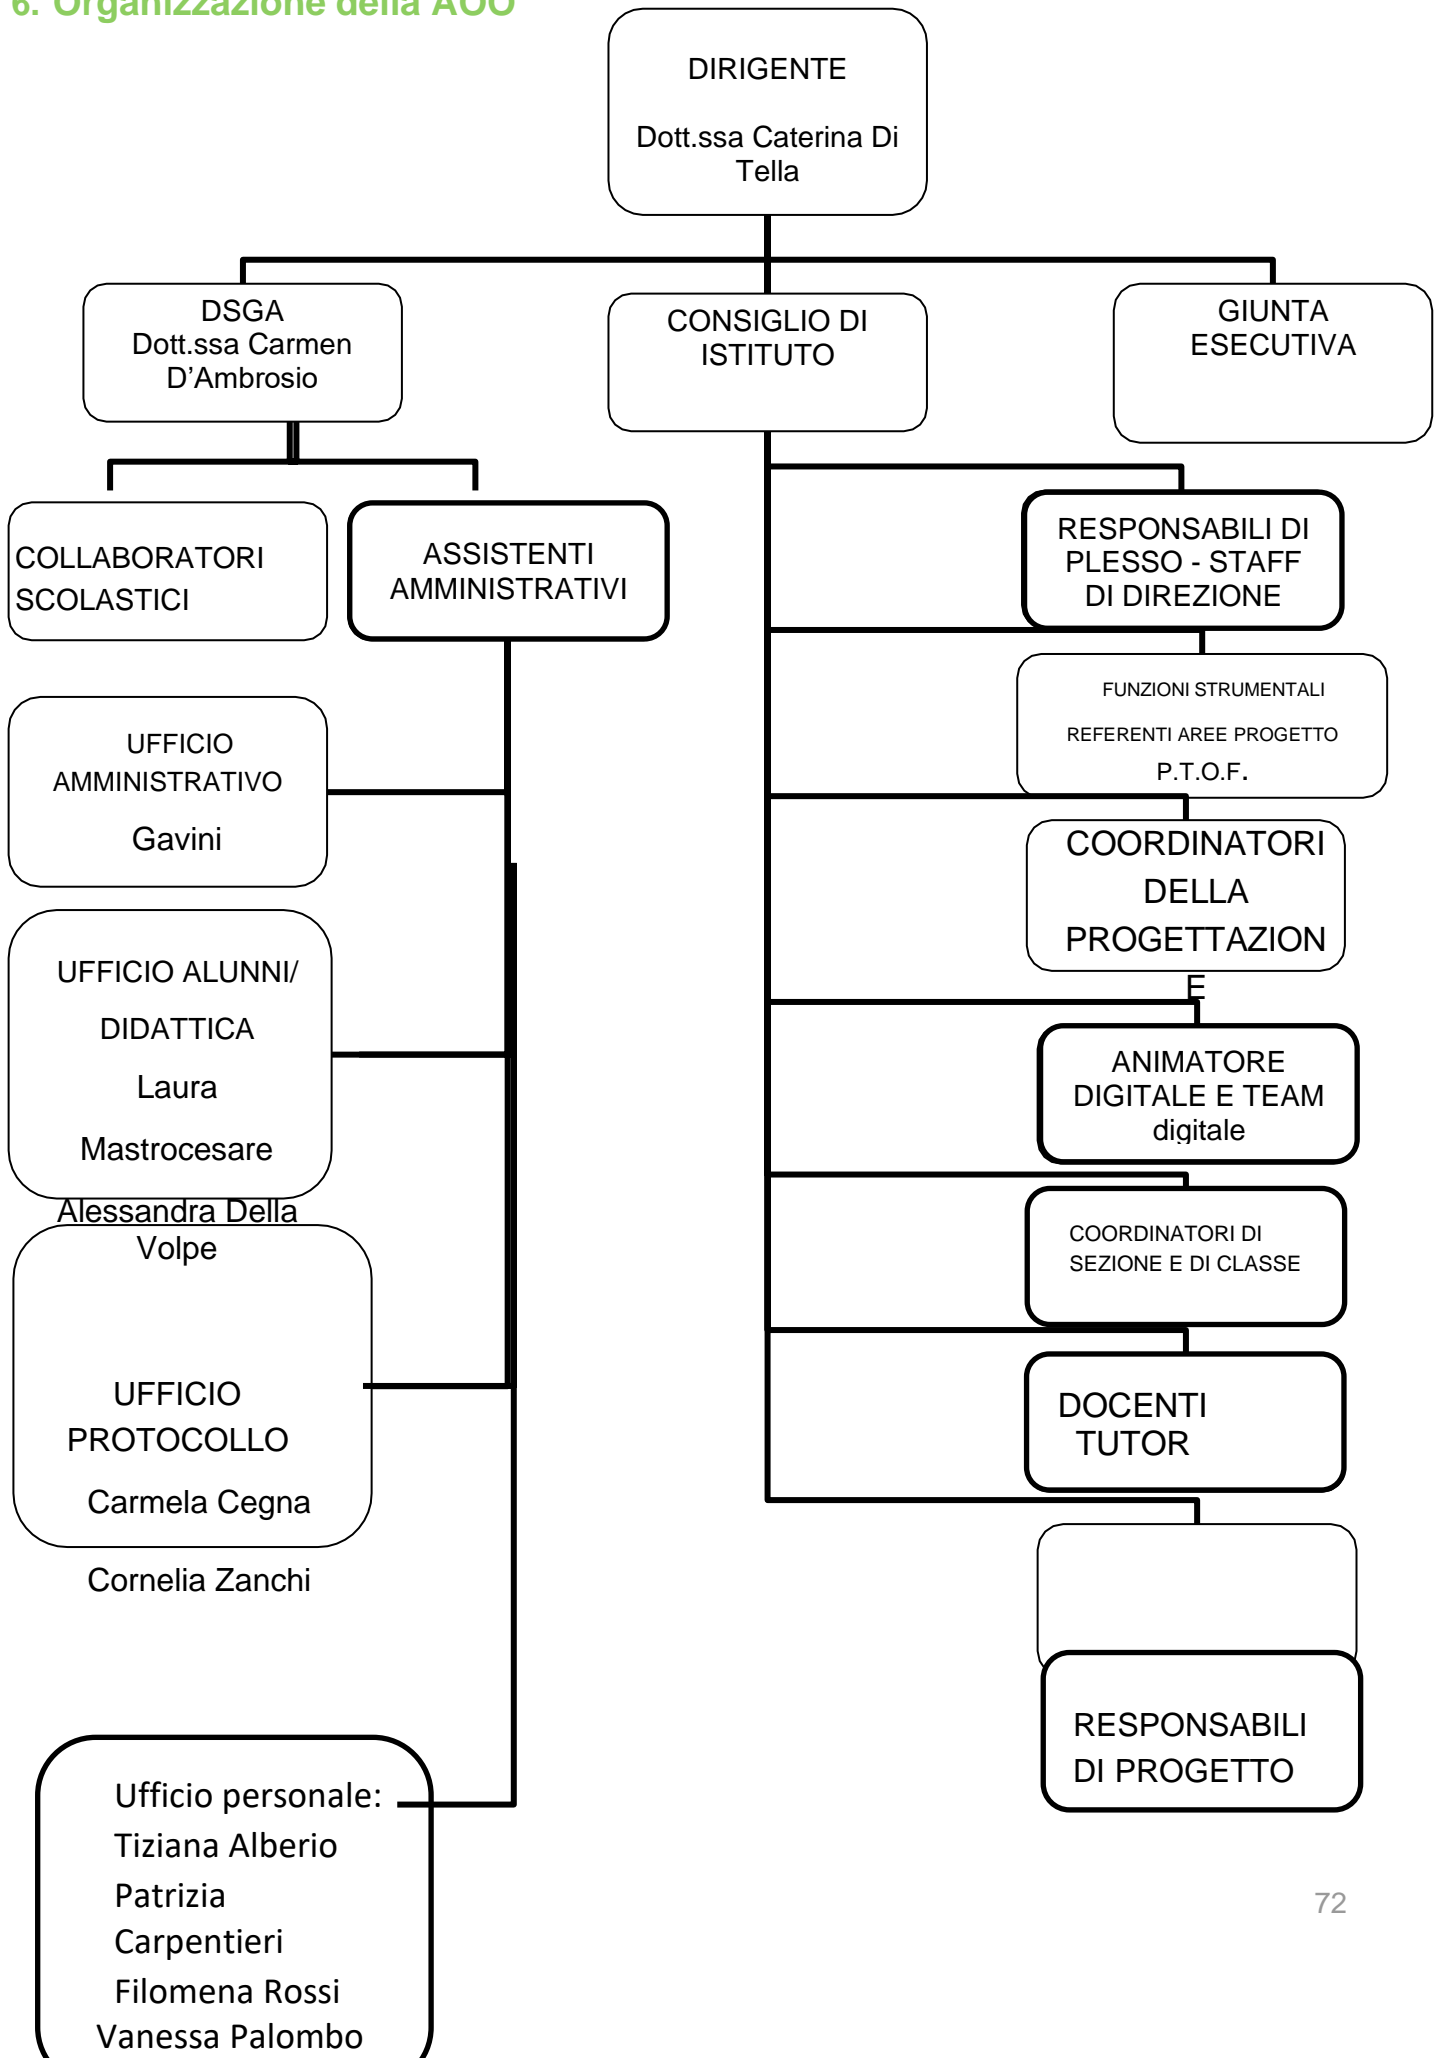 6. Organizzazione della AOO
DIRIGENTE
Dott.ssa Caterina Di
Tella
DSGA
Dott.ssa Carmen
D’Ambrosio
CONSIGLIO DI
ISTITUTO
GIUNTA
ESECUTIVA
COLLABORATORI
SCOLASTICI
ASSISTENTI
AMMINISTRATIVI
RESPONSABILI DI
PLESSO - STAFF
DI DIREZIONE
FUNZIONI STRUMENTALI
REFERENTI AREE PROGETTO
P.T.O.F.
UFFICIO
AMMINISTRATIVO
Gavini
COORDINATORI
DELLA
PROGETTAZION
E
UFFICIO ALUNNI/
DIDATTICA
Laura
Mastrocesare
Alessandra Della
Volpe
ANIMATORE
DIGITALE E TEAM
digitale
COORDINATORI DI
SEZIONE E DI CLASSE
UFFICIO
PROTOCOLLO
Carmela Cegna
Cornelia Zanchi
DOCENTI
TUTOR
RESPONSABILI
DI PROGETTO
Ufficio personale:
Tiziana Alberio
Patrizia
Carpentieri
Filomena Rossi
Vanessa Palombo
72